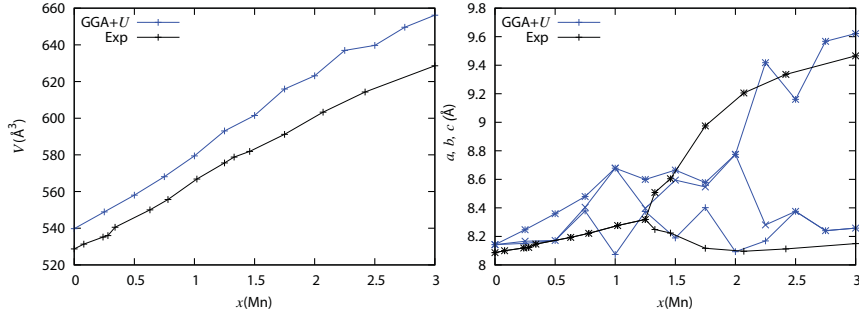 GGA+U
Exp
V(Å³)
660
640
620
600
580
560
540
520
0 0.5 1 1.5 2 2.5 3
x(Mn)
GGA+U
Exp
a, b, c (Å)
9.8
9.6
9.4
9.2
9
8.8
8.6
8.4
8.2
8
0 0.5 1 1.5 2 2.5 3
x(Mn)